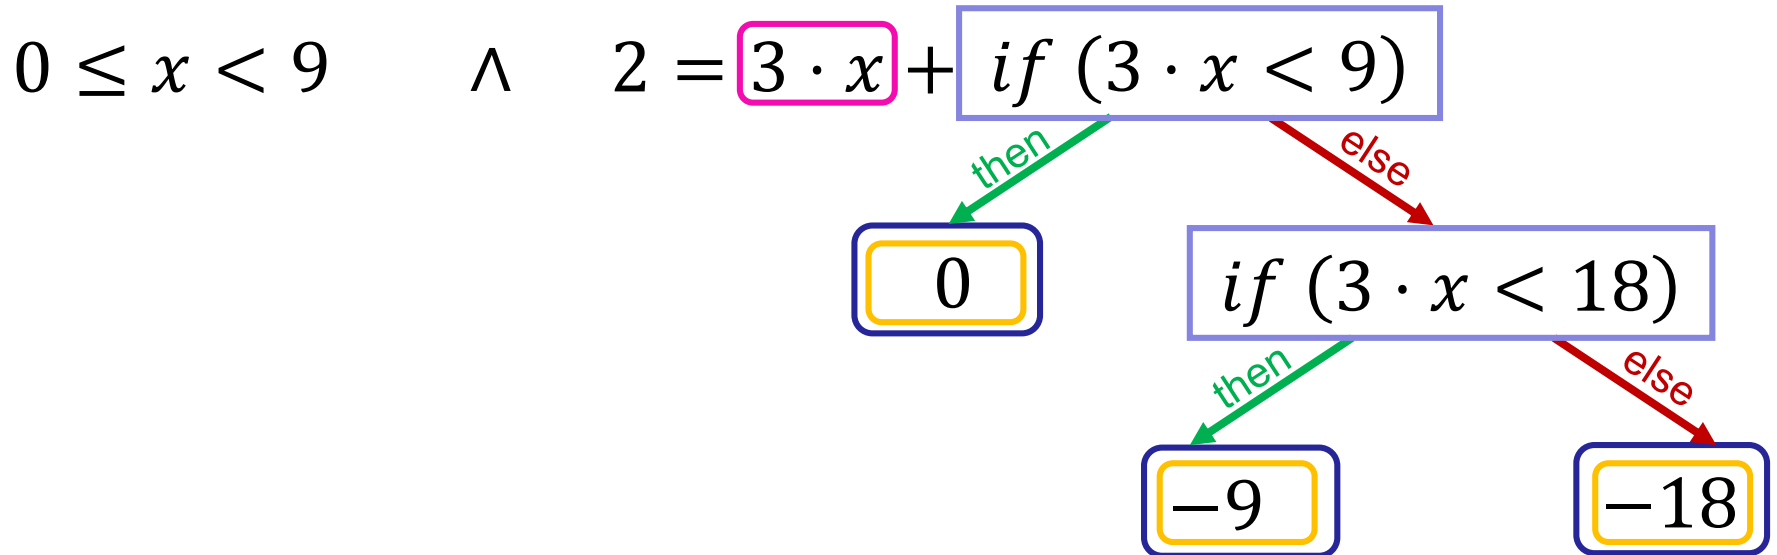 0 ≤ x < 9 ∧ 2 = 3 · x + if (3 · x < 9)
then else
0 if (3 · x < 18)
then else
−9 −18